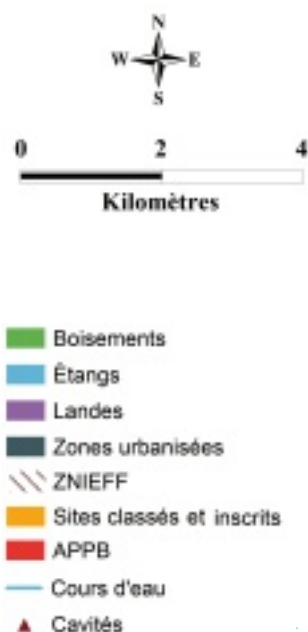 N
W E
S
0 2 4
Kilomètres
Boisements
Étangs
Landes
Zones urbanisées
ZNIEFF
Sites classés et inscrits
APPB
Cours d'eau
Cavités